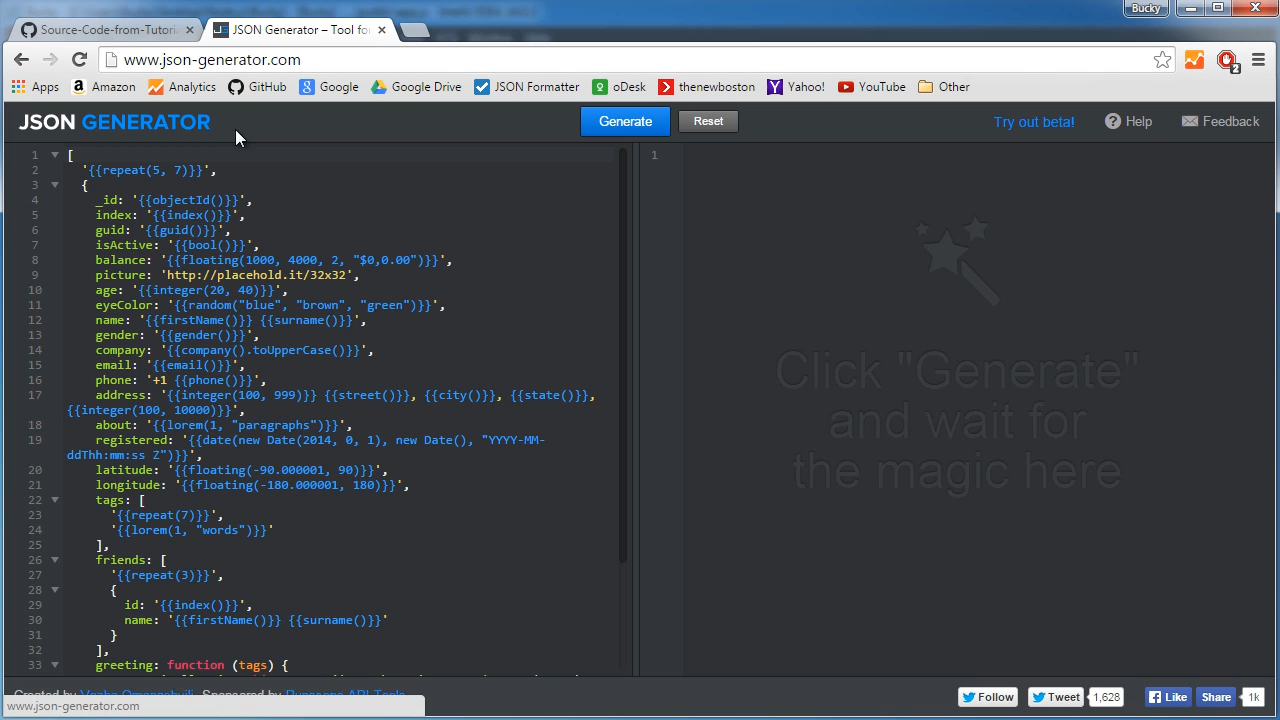 Bucky
Source-Code-from-Tutori
JSON Generator – Tool for
www.json-generator.com
2
Apps
Amazon
Analytics
GitHub
Google
Google Drive
JSON Formatter
oDesk
thenewboston
Yahoo!
YouTube
Other
JSON GENERATOR
Generate
Reset
Try out beta!
Help
Feedback
1 [
2 '{{repeat(5, 7)}}',
3 {
4 _id: '{{objectId()}}',
5 index: '{{index()}}',
6 guid: '{{guid()}}',
7 isActive: '{{bool()}}',
8 balance: '{{floating(1000, 4000, 2, "$0,0.00")}}',
9 picture: 'http://placehold.it/32x32',
10 age: '{{integer(20, 40)}}',
11 eyeColor: '{{random("blue", "brown", "green")}}',
12 name: '{{firstName()}} {{surname()}}',
13 gender: '{{gender()}}',
14 company: '{{company().toUpperCase()}}',
15 email: '{{email()}}',
16 phone: '+1 {{phone()}}',
17 address: '{{integer(100, 999)}} {{street()}}, {{city()}}, {{state()}},
{{integer(100, 10000)}}',
18 about: '{{lorem(1, "paragraphs")}}',
19 registered: '{{date(new Date(2014, 0, 1), new Date(), "YYYY-MM-
ddThh:mm:ss Z")}}',
20 latitude: '{{floating(-90.000001, 90)}}',
21 longitude: '{{floating(-180.000001, 180)}}',
22 tags: [
23 '{{repeat(7)}}',
24 '{{lorem(1, "words")}}'
25 ],
26 friends: [
27 '{{repeat(3)}}',
28 {
29 id: '{{index()}}',
30 name: '{{firstName()}} {{surname()}}'
31 }
32 ],
33 greeting: function (tags) {
1
Click "Generate"
and wait for
the magic here
www.json-generator.com
Follow
Tweet
1,628
Like
Share
1k